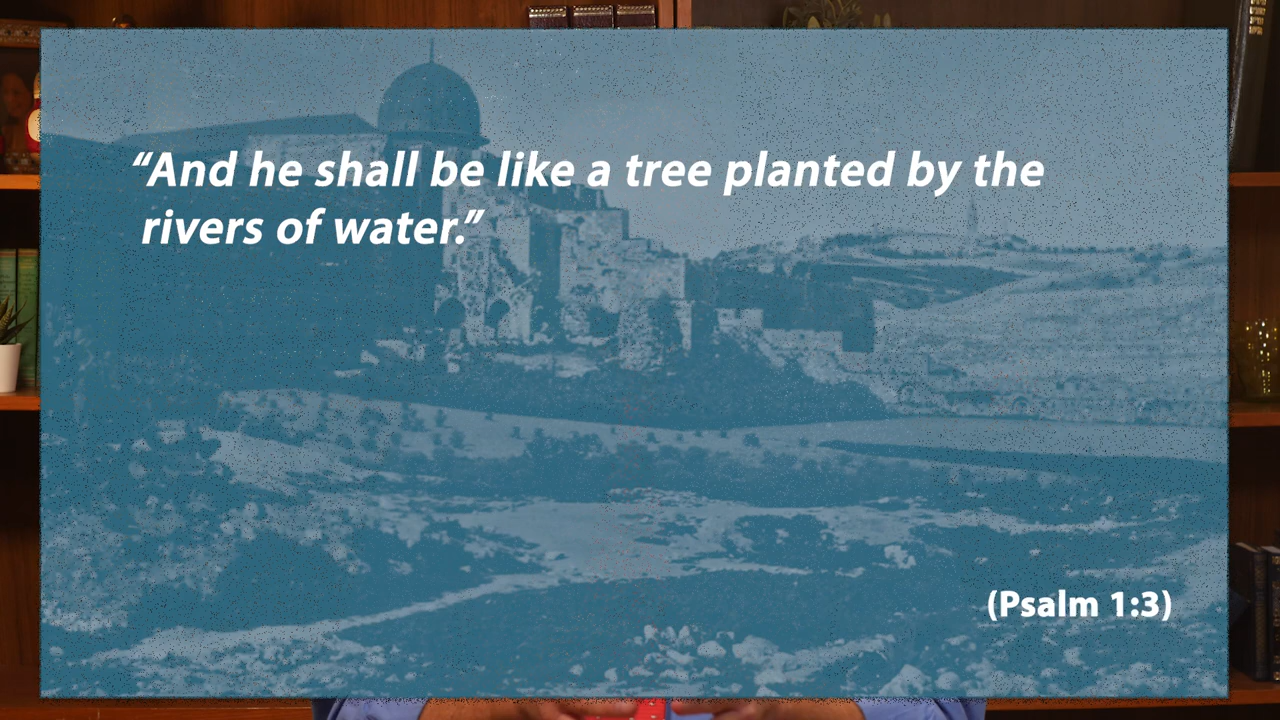 “And he shall be like a tree planted by the
rivers of water.”
(Psalm 1:3)